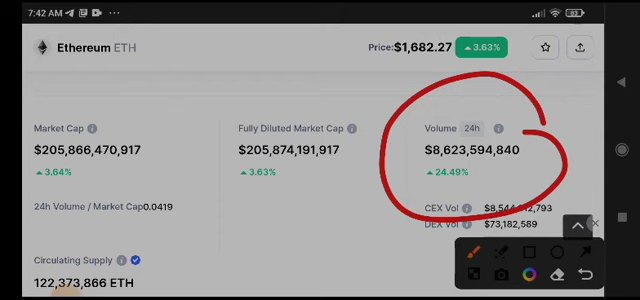 7:42 AM
Ethereum ETH
Price:$1,682.27 3.63%
Market Cap
$205,866,470,917
3.64%
Fully Diluted Market Cap
$205,874,191,917
3.63%
Volume 24h
$8,623,594,840
24.49%
24h Volume / Market Cap0.0419
CEX Vol
DEX Vol $73,182,589
Circulating Supply
122,373,866 ETH